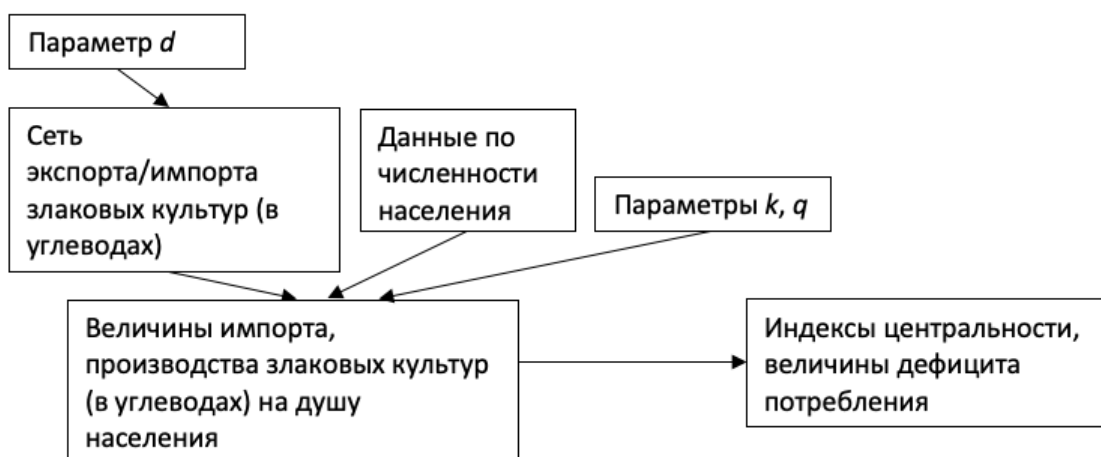 Параметр d
Сеть
экспорта/импорта
злаковых культур (в
углеводах)
Данные по
численности
населения
Параметры k, q
Величины импорта,
производства злаковых культур
(в углеводах) на душу
населения
Индексы центральности,
величины дефицита
потребления